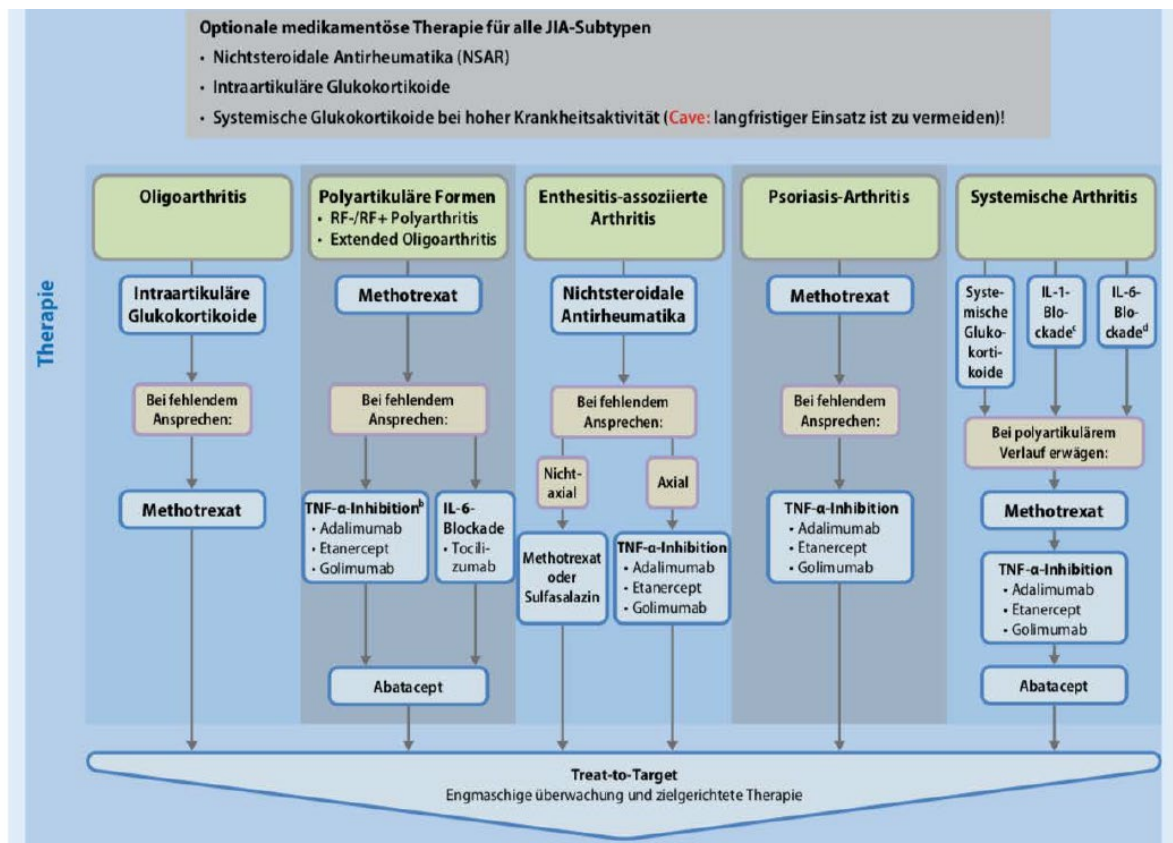 Optionale medikamentöse Therapie für alle JIA-Subtypen
• Nichtsteroidale Antirheumatika (NSAR)
• Intraartikuläre Glukokortikoide
• Systemische Glukokortikoide bei hoher Krankheitsaktivität (Cave: langfristiger Einsatz ist zu vermeiden)!
Therapie
Oligoarthritis
Intraartikuläre
Glukokortikoide
Bei fehlendem
Ansprechen:
Methotrexat
Polyartikuläre Formen
• RF-/RF+ Polyarthritis
• Extended Oligoarthritis
Methotrexat
Bei fehlendem
Ansprechen:
TNF-α-Inhibitionᵇ
• Adalimumab
• Etanercept
• Golimumab
IL-6-
Blockade
• Tocili-
zumab
Abatacept
Enthesitis-assoziierte
Arthritis
Nichtsteroidale
Antirheumatika
Bei fehlendem
Ansprechen:
Nicht-
axial
Axial
Methotrexat
oder
Sulfasalazin
TNF-α-Inhibition
• Adalimumab
• Etanercept
• Golimumab
Psoriasis-Arthritis
Methotrexat
Bei fehlendem
Ansprechen:
TNF-α-Inhibition
• Adalimumab
• Etanercept
• Golimumab
Systemische Arthritis
Syste-
mische
Gluko-
korti-
koide
IL-1-
Blo-
ckadeᶜ
IL-6-
Blo-
ckadeᵈ
Bei polyartikulärem
Verlauf erwägen:
Methotrexat
TNF-α-Inhibition
• Adalimumab
• Etanercept
• Golimumab
Abatacept
Treat-to-Target
Engmaschige überwachung und zielgerichtete Therapie